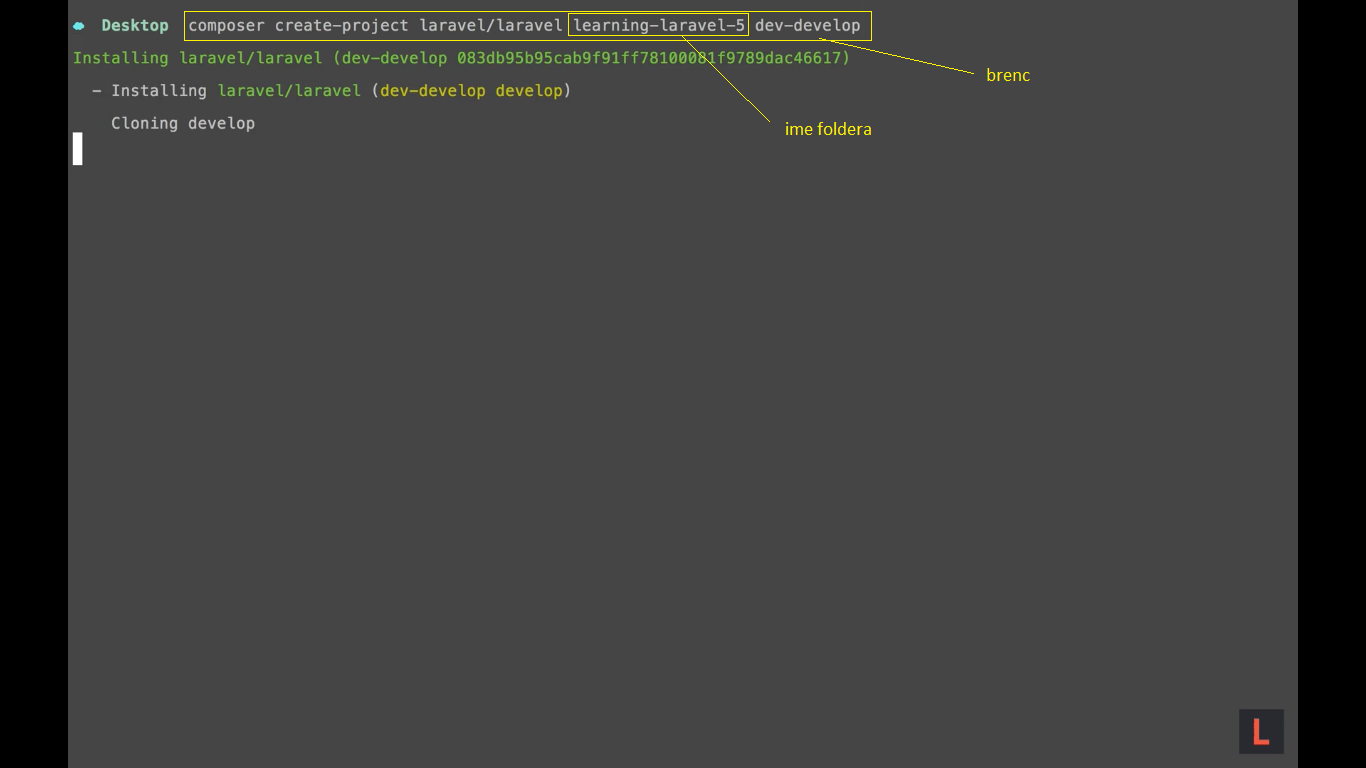 Desktop composer create-project laravel/laravel learning-laravel-5 dev-develop
Installing laravel/laravel (dev-develop 083db95b95cab9f91ff78100081f9789dac46617)
brenc
– Installing laravel/laravel (dev-develop develop)
Cloning develop
ime foldera
L